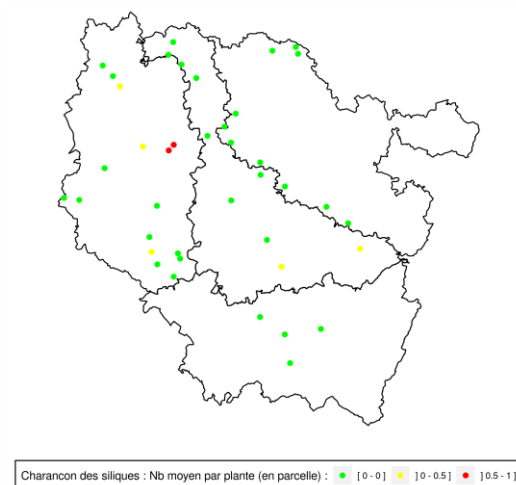 Charancon des siliques : Nb moyen par plante (en parcelle) : [ 0 - 0 ] ] 0 - 0.5 ] ] 0.5 - 1 ]